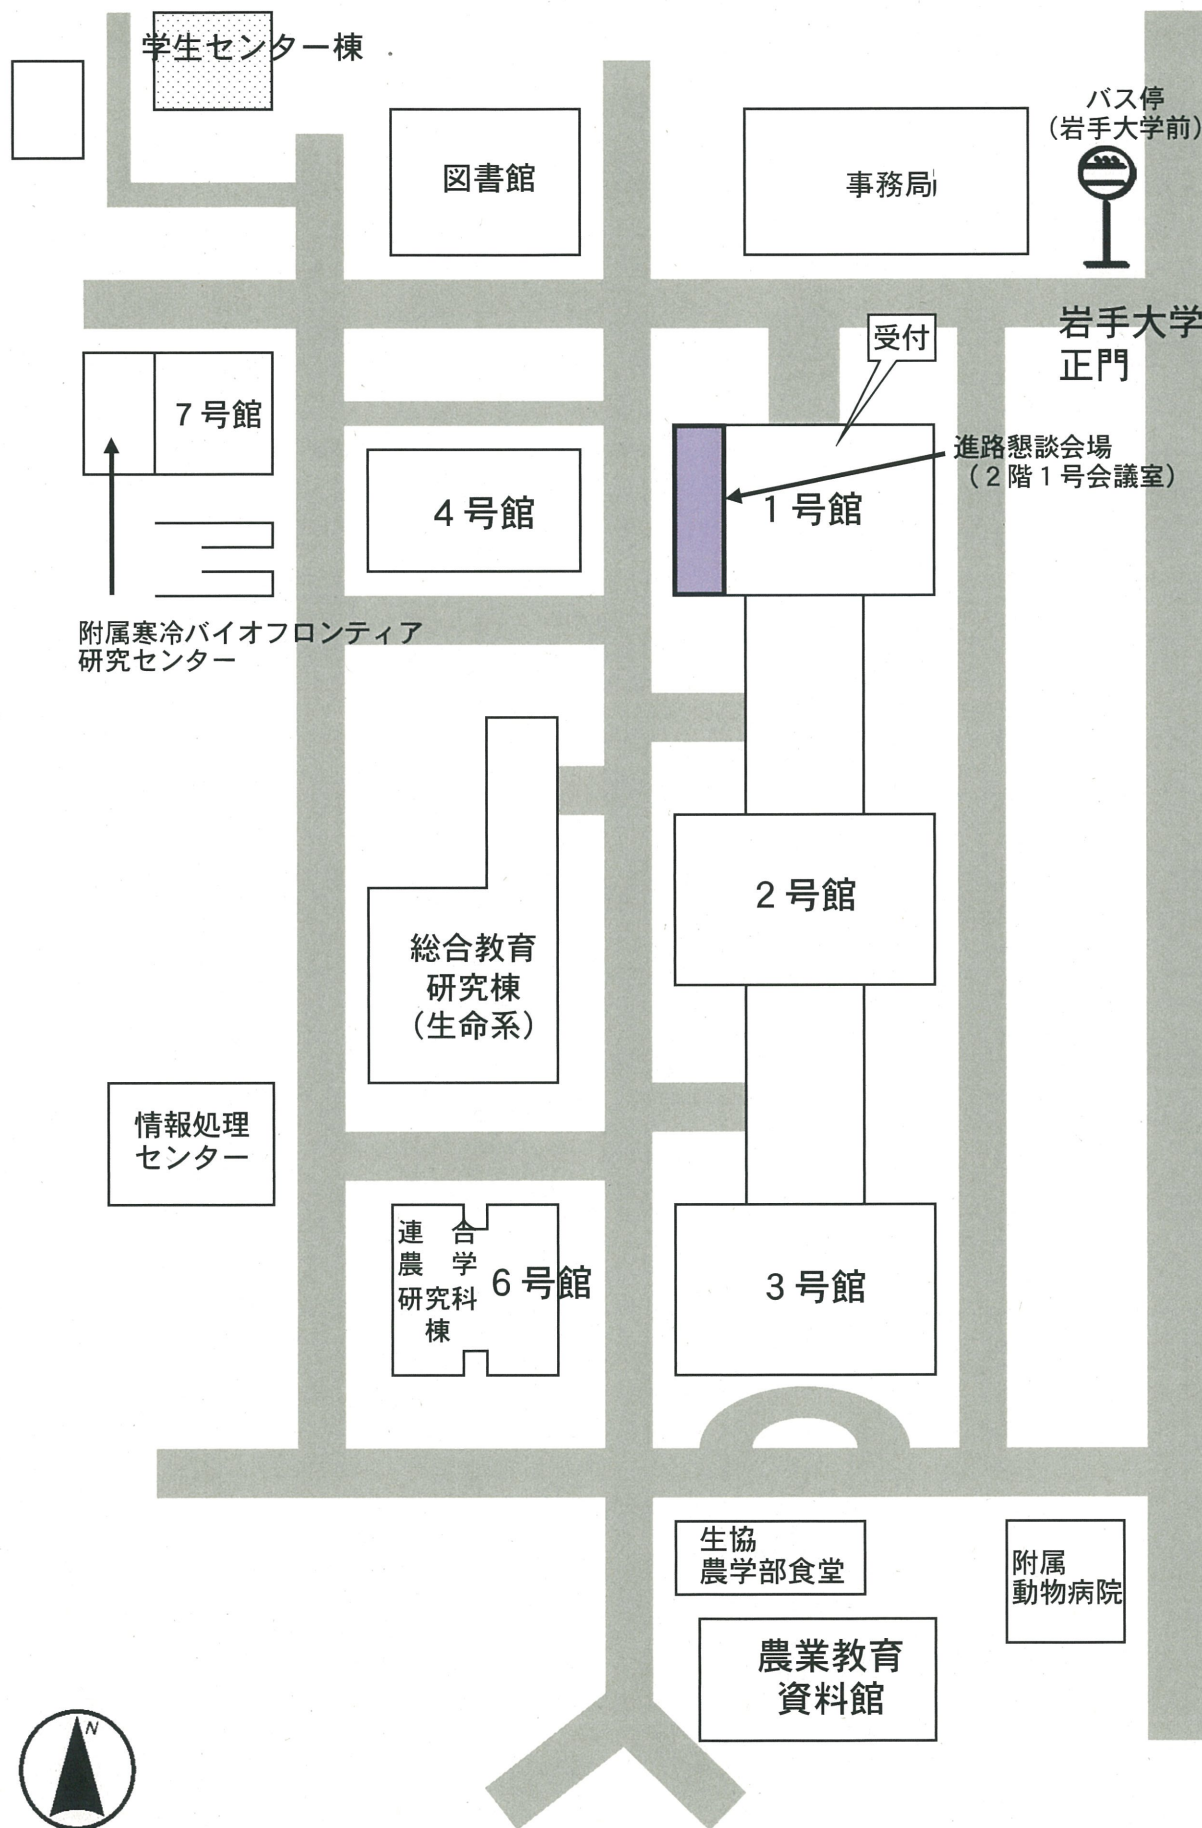 学生センター棟
バス停
（岩手大学前）
図書館
事務局
岩手大学
正門
受付
7号館
進路懇談会場
（2階1号会議室）
4号館
1号館
附属寒冷バイオフロンティア
研究センター
2号館
総合教育
研究棟
（生命系）
情報処理
センター
連　合
農　学
研究科
棟
6号館
3号館
生協
農学部食堂
附属
動物病院
農業教育
資料館
N